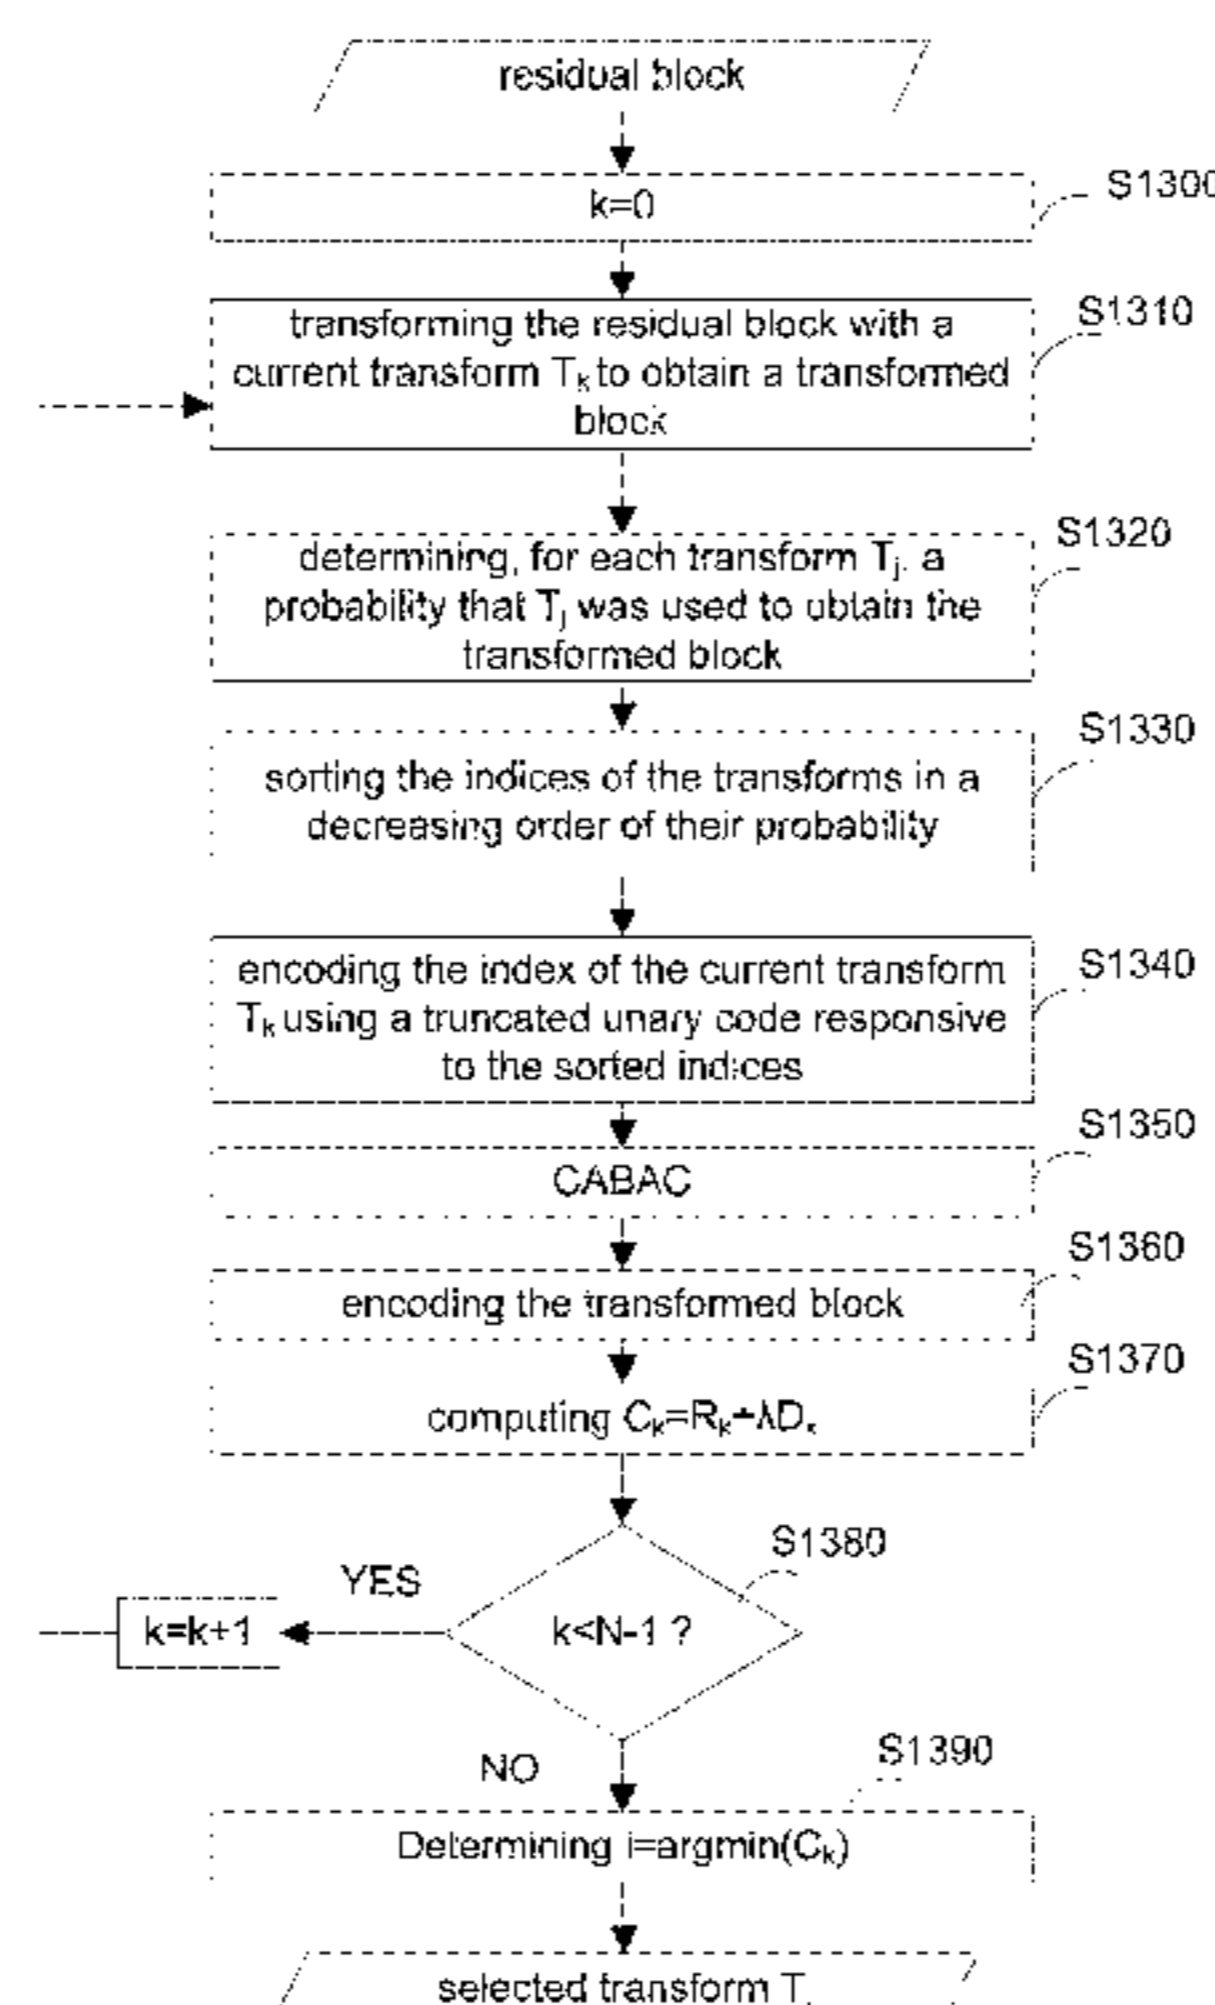 residual block
k=0
S1300
transforming the residual block with a
current transform Tk to obtain a transformed
block
S1310
determining, for each transform Tj, a
probability that Tj was used to obtain the
transformed block
S1320
sorting the indices of the transforms in a
decreasing order of their probability
S1330
encoding the index of the current transform
Tk using a truncated unary code responsive
to the sorted indices
S1340
CABAC
S1350
encoding the transformed block
S1360
computing Ck=Rk+λDk
S1370
k<N-1 ?
S1380
YES
k=k+1
NO
Determining i=argmin(Ck)
S1390
selected transform T